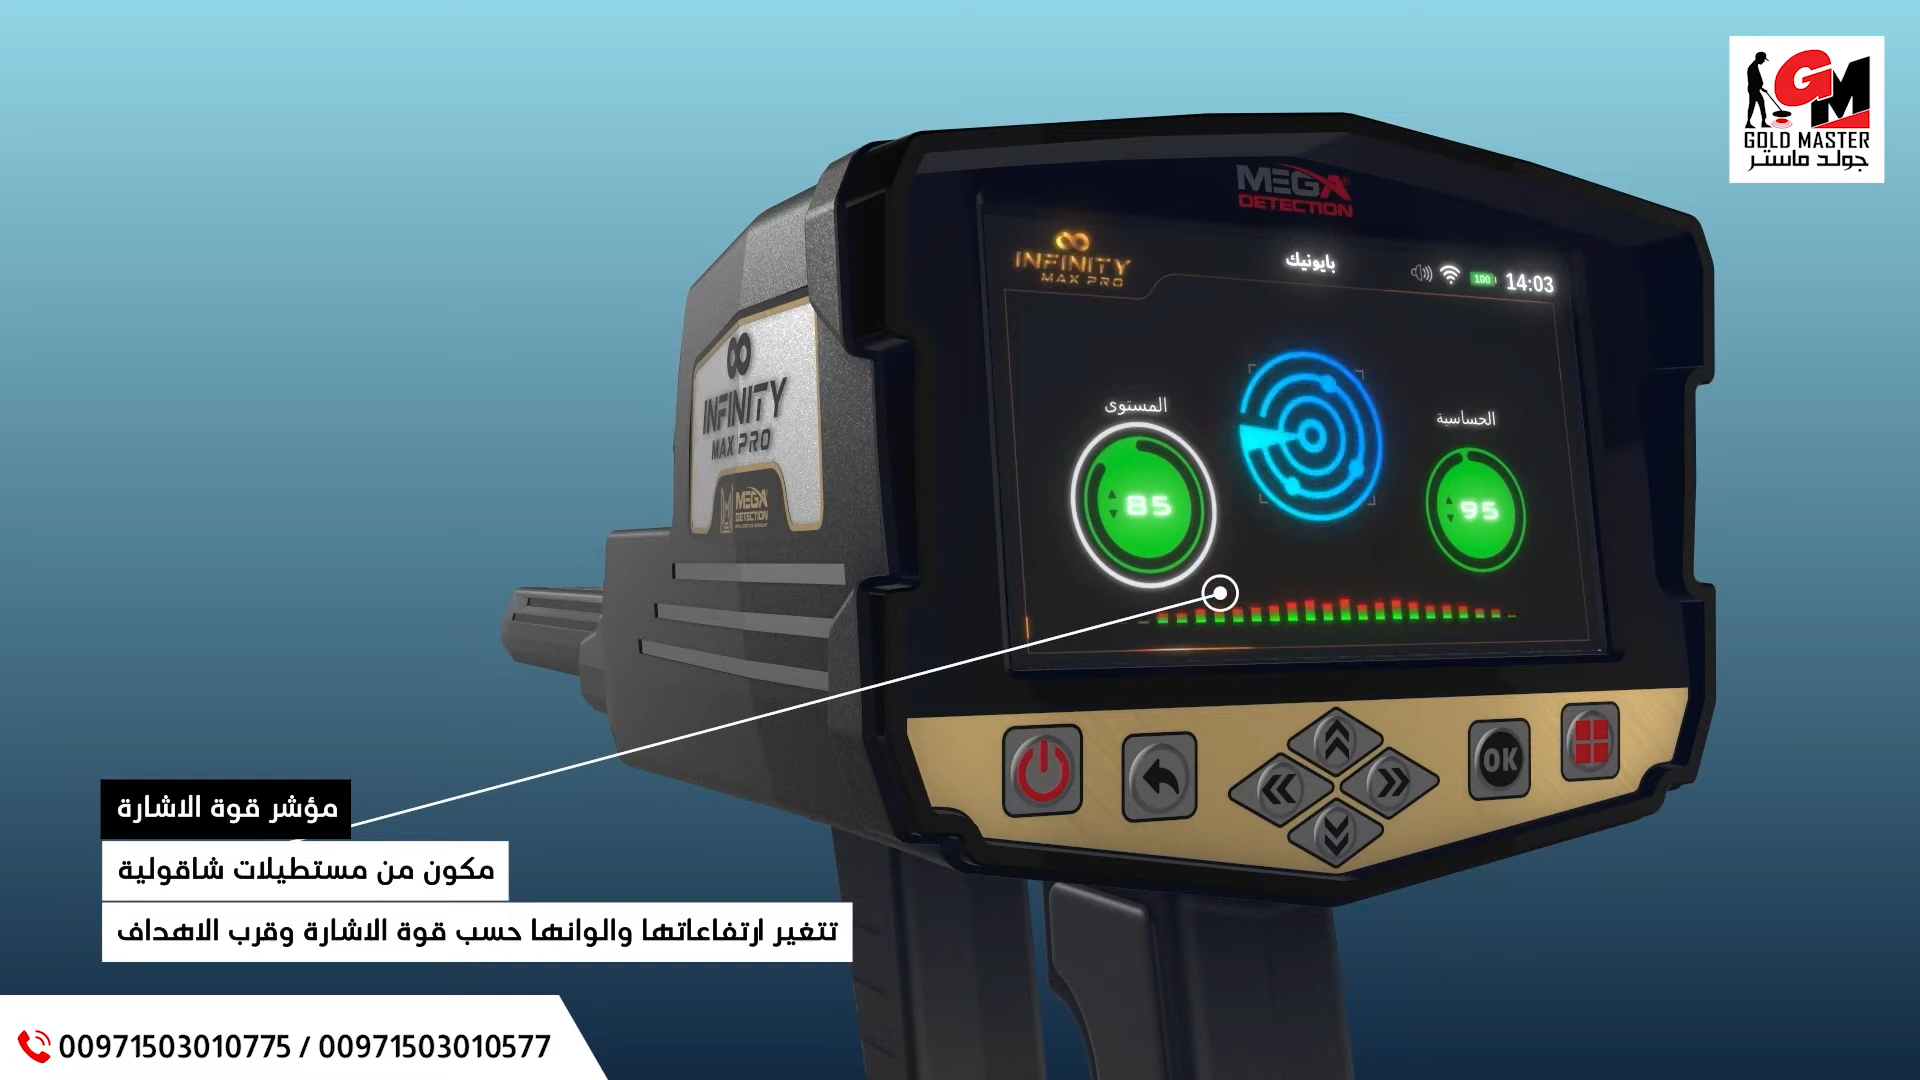 GM
GOLD MASTER
جولد ماستر
MEGA
DETECTION
INFINITY
MAX PRO
بايونيك
100
14:03
المستوى
85
الحساسية
95
INFINITY
MAX PRO
MEGA
DETECTION
OK
مؤشر قوة الاشارة
مكون من مستطيلات شاقولية
تتغير ارتفاعاتها والوانها حسب قوة الاشارة وقرب الاهداف
00971503010775 / 00971503010577